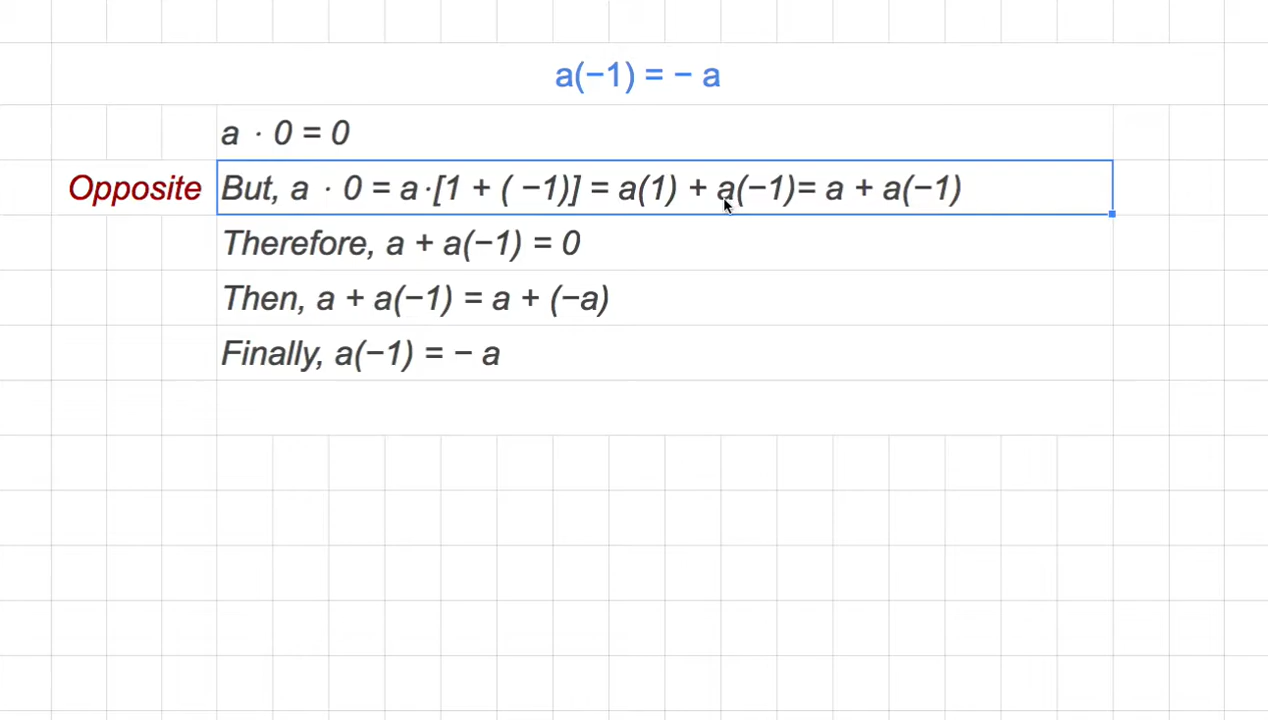 a(−1) = − a
a · 0 = 0
Opposite But, a · 0 = a·[1 + ( −1)] = a(1) + a(−1)= a + a(−1)
Therefore, a + a(−1) = 0
Then, a + a(−1) = a + (−a)
Finally, a(−1) = − a